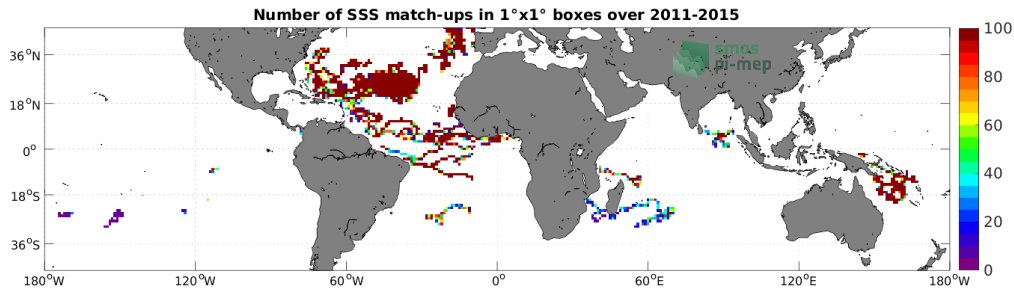 Number of SSS match-ups in 1°x1° boxes over 2011-2015
36°N
18°N
0°
18°S
36°S
180°W
120°W
60°W
0°
60°E
120°E
180°W
smos
pi-mep
100
80
60
40
20
0